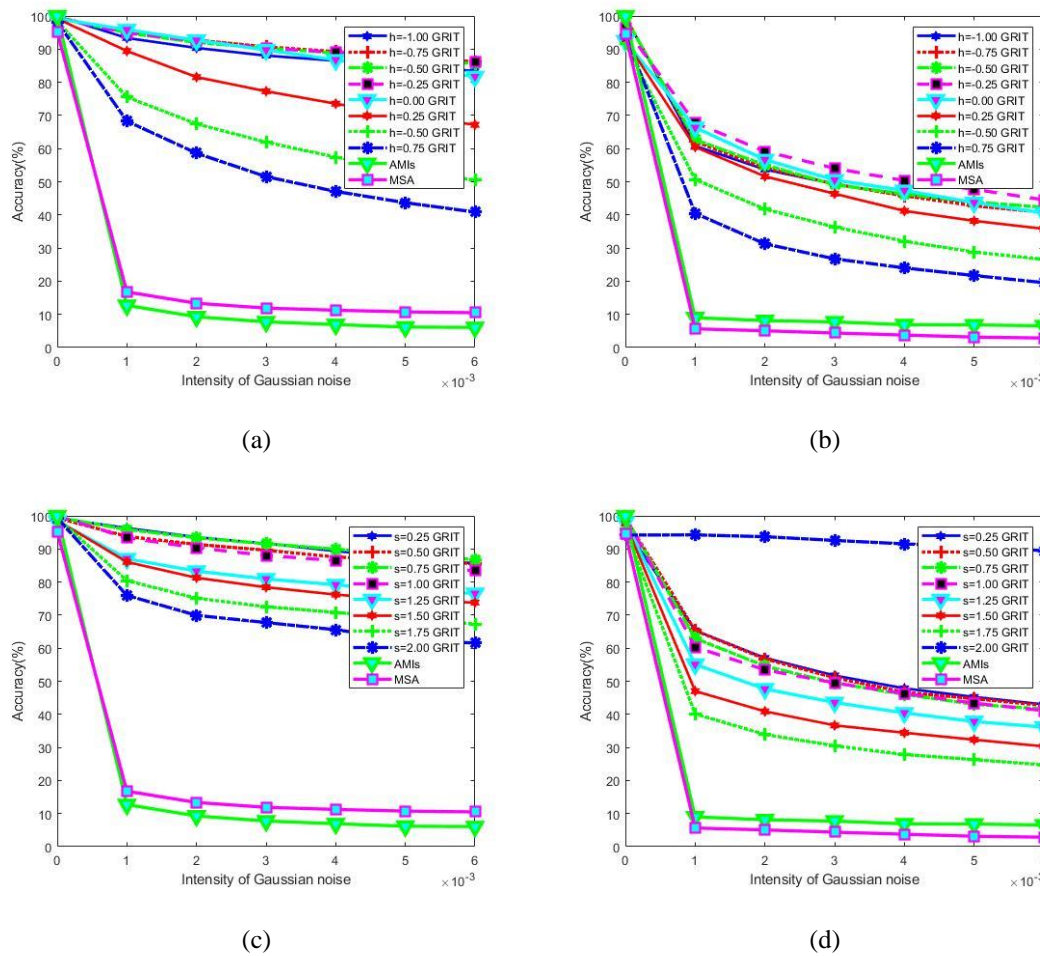 100
90
80
70
60
50
40
30
20
10
0
Accuracy(%)
0 1 2 3 4 5 6
Intensity of Gaussian noise
×10-3
h=-1.00 GRIT
h=-0.75 GRIT
h=-0.50 GRIT
h=-0.25 GRIT
h=0.00 GRIT
h=0.25 GRIT
h=-0.50 GRIT
h=0.75 GRIT
AMIs
MSA
(a)
100
90
80
70
60
50
40
30
20
10
0
Accuracy(%)
0 1 2 3 4 5
Intensity of Gaussian noise
×10-3
h=-1.00 GRIT
h=-0.75 GRIT
h=-0.50 GRIT
h=-0.25 GRIT
h=0.00 GRIT
h=0.25 GRIT
h=-0.50 GRIT
h=0.75 GRIT
AMIs
MSA
(b)
100
90
80
70
60
50
40
30
20
10
0
Accuracy(%)
0 1 2 3 4 5 6
Intensity of Gaussian noise
×10-3
s=0.25 GRIT
s=0.50 GRIT
s=0.75 GRIT
s=1.00 GRIT
s=1.25 GRIT
s=1.50 GRIT
s=1.75 GRIT
s=2.00 GRIT
AMIs
MSA
(c)
100
90
80
70
60
50
40
30
20
10
0
Accuracy(%)
0 1 2 3 4 5
Intensity of Gaussian noise
×10-3
s=0.25 GRIT
s=0.50 GRIT
s=0.75 GRIT
s=1.00 GRIT
s=1.25 GRIT
s=1.50 GRIT
s=1.75 GRIT
s=2.00 GRIT
AMIs
MSA
(d)